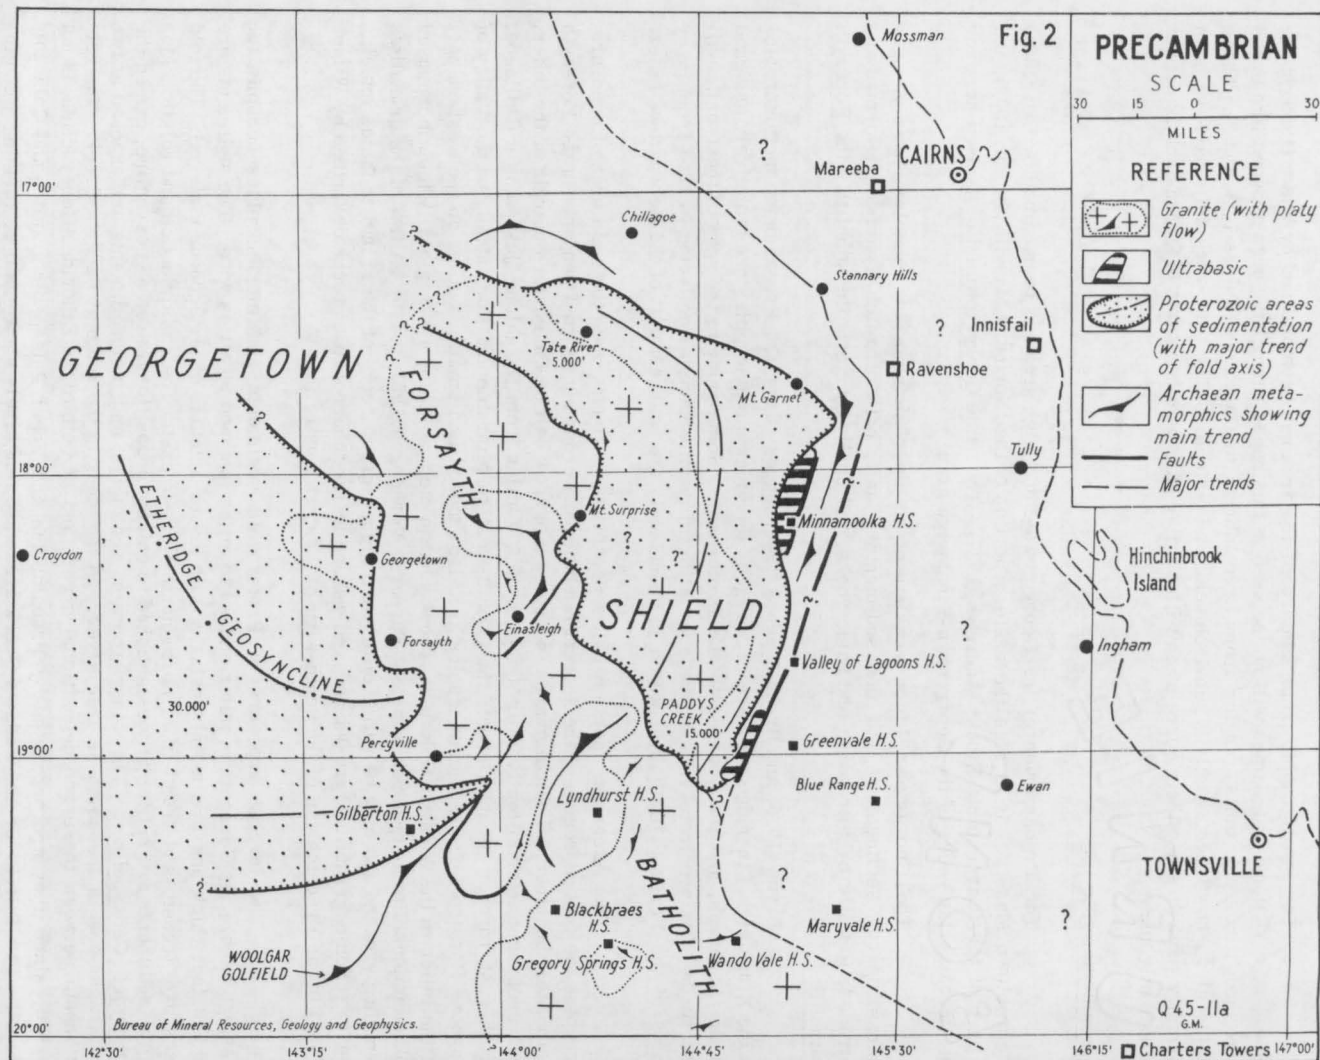 Fig. 2
PRECAMBRIAN
SCALE
30 15 0 30
MILES
REFERENCE
Granite (with platy
flow)
Ultrabasic
Proterozoic areas
of sedimentation
(with major trend
of fold axis)
Archaean meta-
morphics showing
main trend
Faults
Major trends
Mossman
?
CAIRNS
Mareeba
17°00'
Chillagoe
?
?
Stannary Hills
?
Innisfail
?
Tate River
5.000'
GEORGETOWN
Ravenshoe
FORSAYTH
Mt. Garnet
?
18°00'
Tully
?
ETHERIDGE
GEOSYNCLINE
Mt. Surprise
Minnamoolka H.S.
? ?
Croydon
Georgetown
Hinchinbrook
Island
SHIELD
?
Einasleigh
?
Forsayth
Ingham
Valley of Lagoons H.S.
30.000'
PADDYS
CREEK
15.000'
Percyville
19°00'
Greenvale H.S.
Ewan
Blue Range H.S.
?
Lyndhurst H.S.
Gilberton H.S.
TOWNSVILLE
BATHOLITH
?
?
Blackbraes
H.S.
Maryvale H.S.
?
WOOLGAR
GOLFIELD
Gregory Springs H.S.
Wando Vale H.S.
Q 45-11a
G.M.
20°00'
Bureau of Mineral Resources, Geology and Geophysics.
?
Charters Towers
142°30' 143°15' 144°00' 144°45' 145°30' 146°15' 147°00'